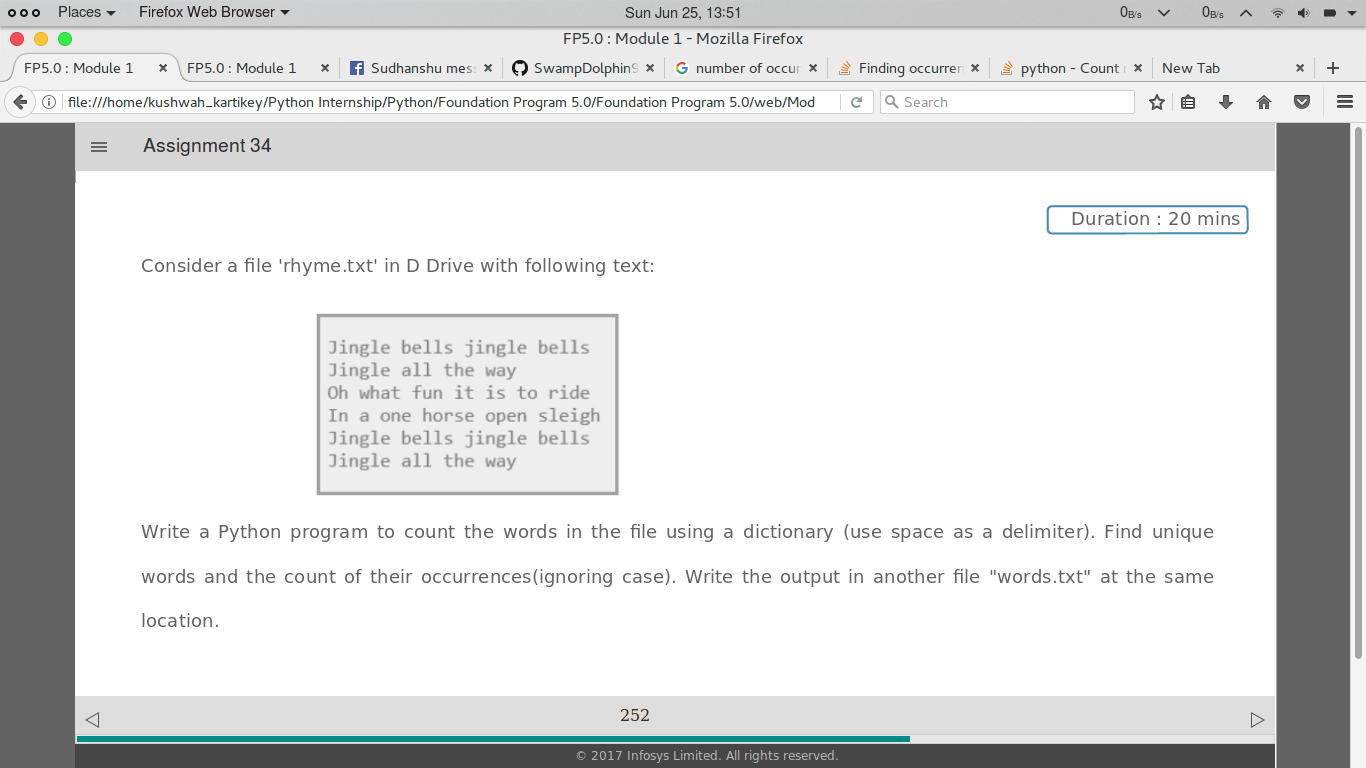 Places
Firefox Web Browser
Sun Jun 25, 13:51
0B/s
0B/s
FP5.0 : Module 1 - Mozilla Firefox
FP5.0 : Module 1
FP5.0 : Module 1
Sudhanshu mes
SwampDolphin9
number of occur
Finding occurren
python - Count
New Tab
file:///home/kushwah_kartikey/Python Internship/Python/Foundation Program 5.0/Foundation Program 5.0/web/Mod
Search
Assignment 34
Duration : 20 mins
Consider a file 'rhyme.txt' in D Drive with following text:
Jingle bells jingle bells
Jingle all the way
Oh what fun it is to ride
In a one horse open sleigh
Jingle bells jingle bells
Jingle all the way
Write a Python program to count the words in the file using a dictionary (use space as a delimiter). Find unique
words and the count of their occurrences(ignoring case). Write the output in another file "words.txt" at the same
location.
252
© 2017 Infosys Limited. All rights reserved.